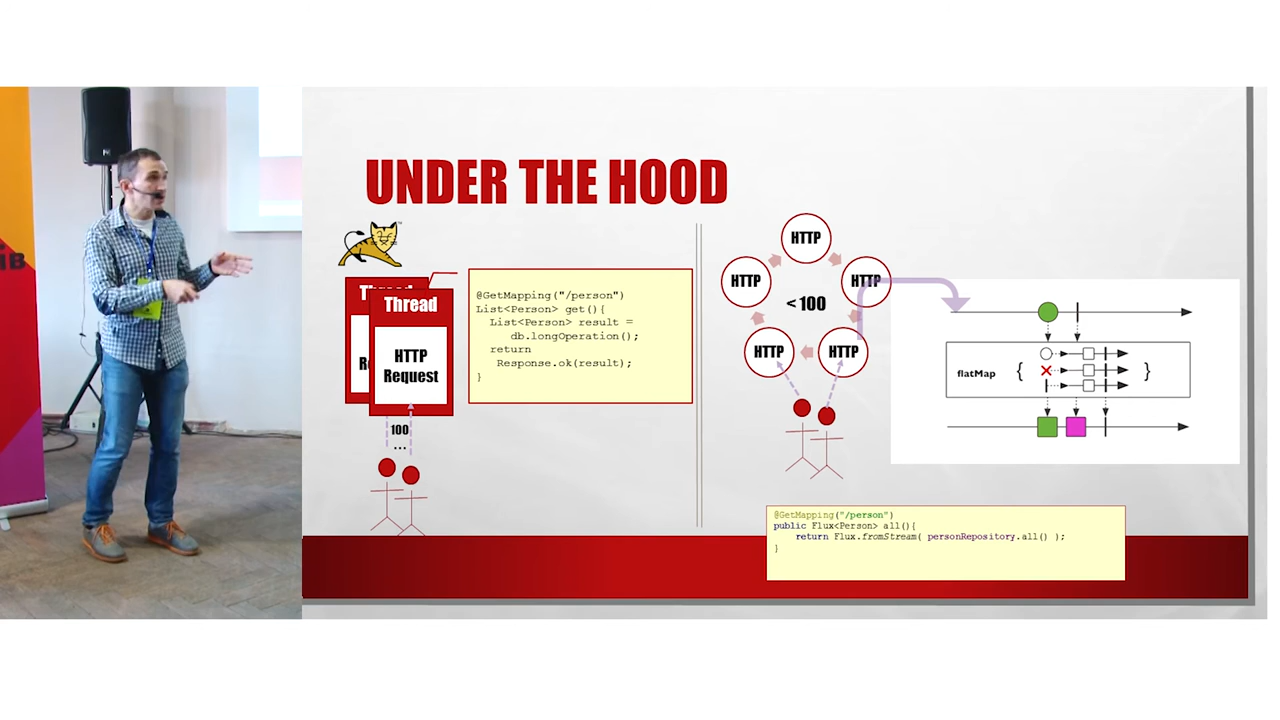 UNDER THE HOOD
Thread
HTTP
Request
100
...
@GetMapping("/person")
List<Person> get(){
List<Person> result =
db.longOperation();
return
Response.ok(result);
}
HTTP
HTTP
HTTP
< 100
HTTP
HTTP
flatMap { }
@GetMapping("/person")
public Flux<Person> all(){
return Flux.fromStream( personRepository.all() );
}